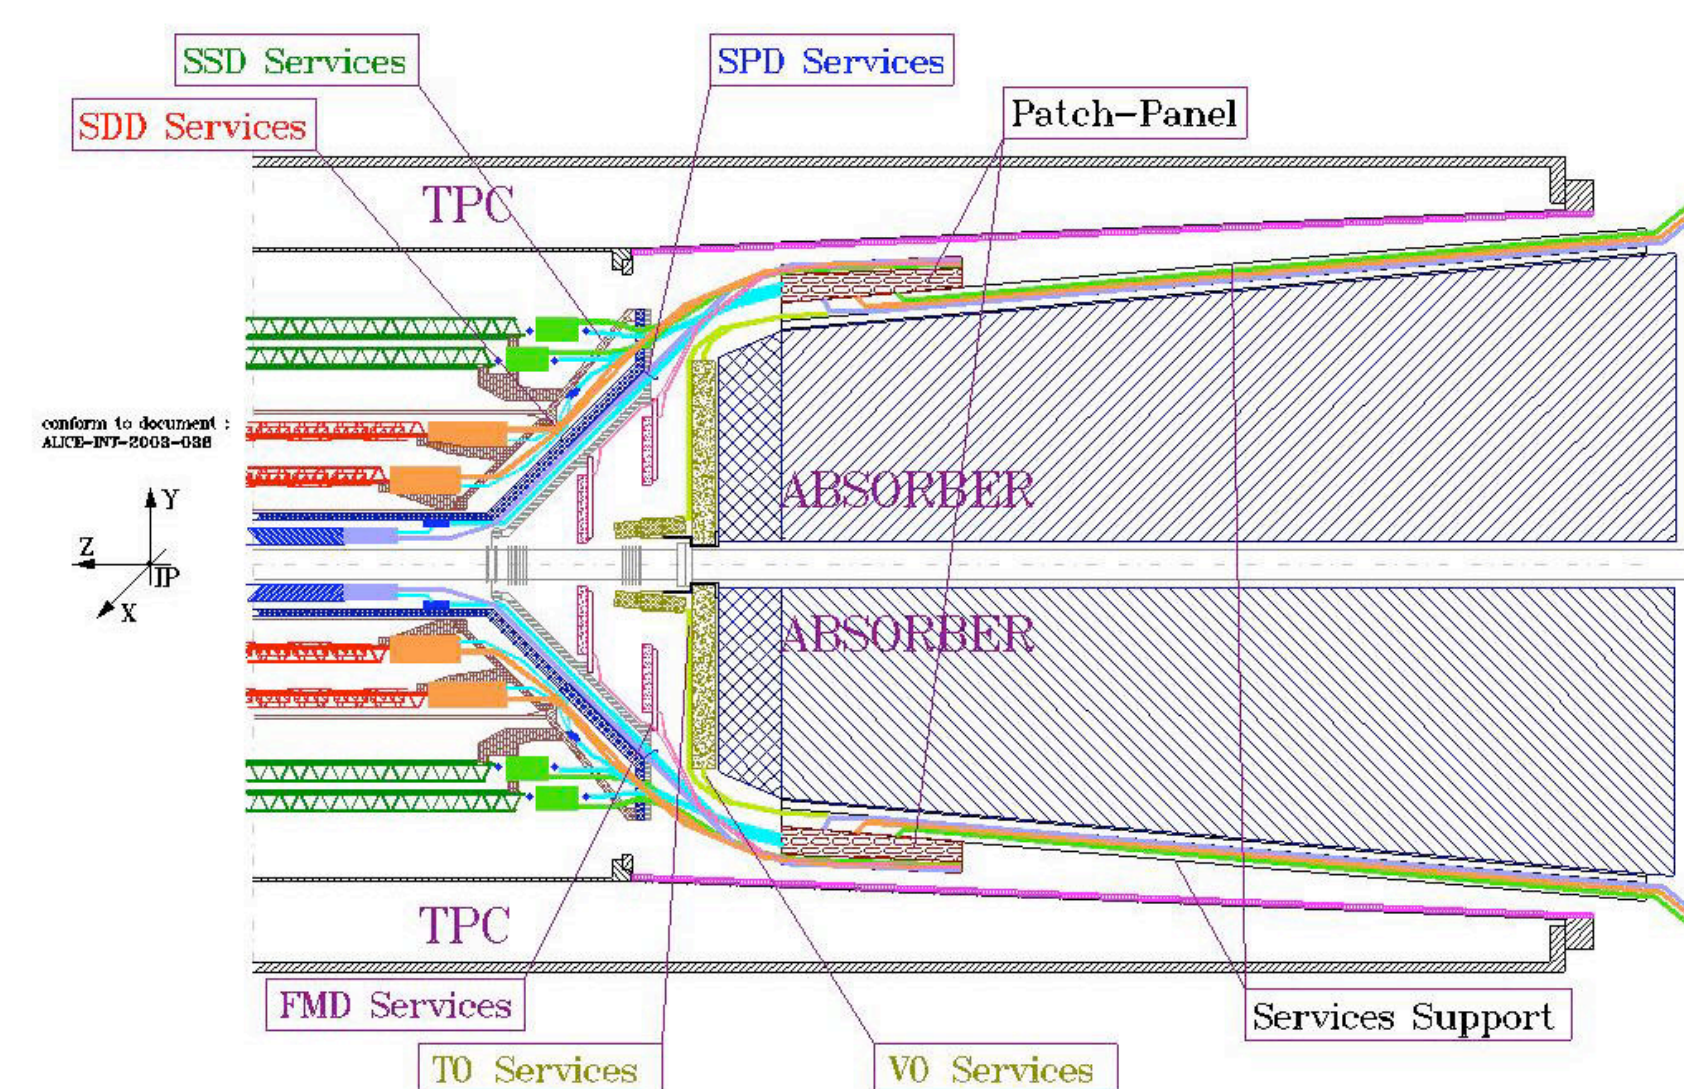 SSD Services
SPD Services
Patch-Panel
SDD Services
TPC
conform to document :
ALICE-INT-2003-038
ABSORBER
Y
Z
IP
X
ABSORBER
TPC
FMD Services
Services Support
T0 Services
V0 Services